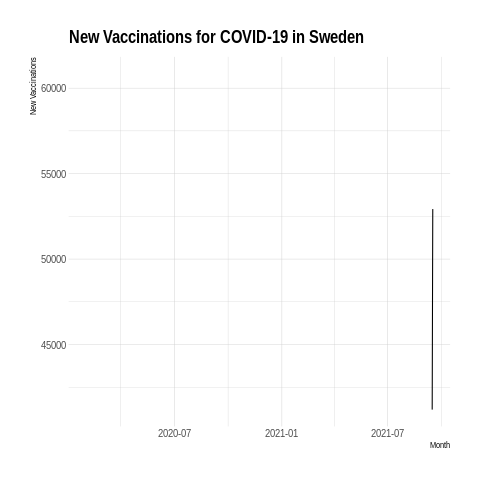 New Vaccinations for COVID-19 in Sweden
New Vaccinations
60000
55000
50000
45000
2020-07
2021-01
2021-07
Month